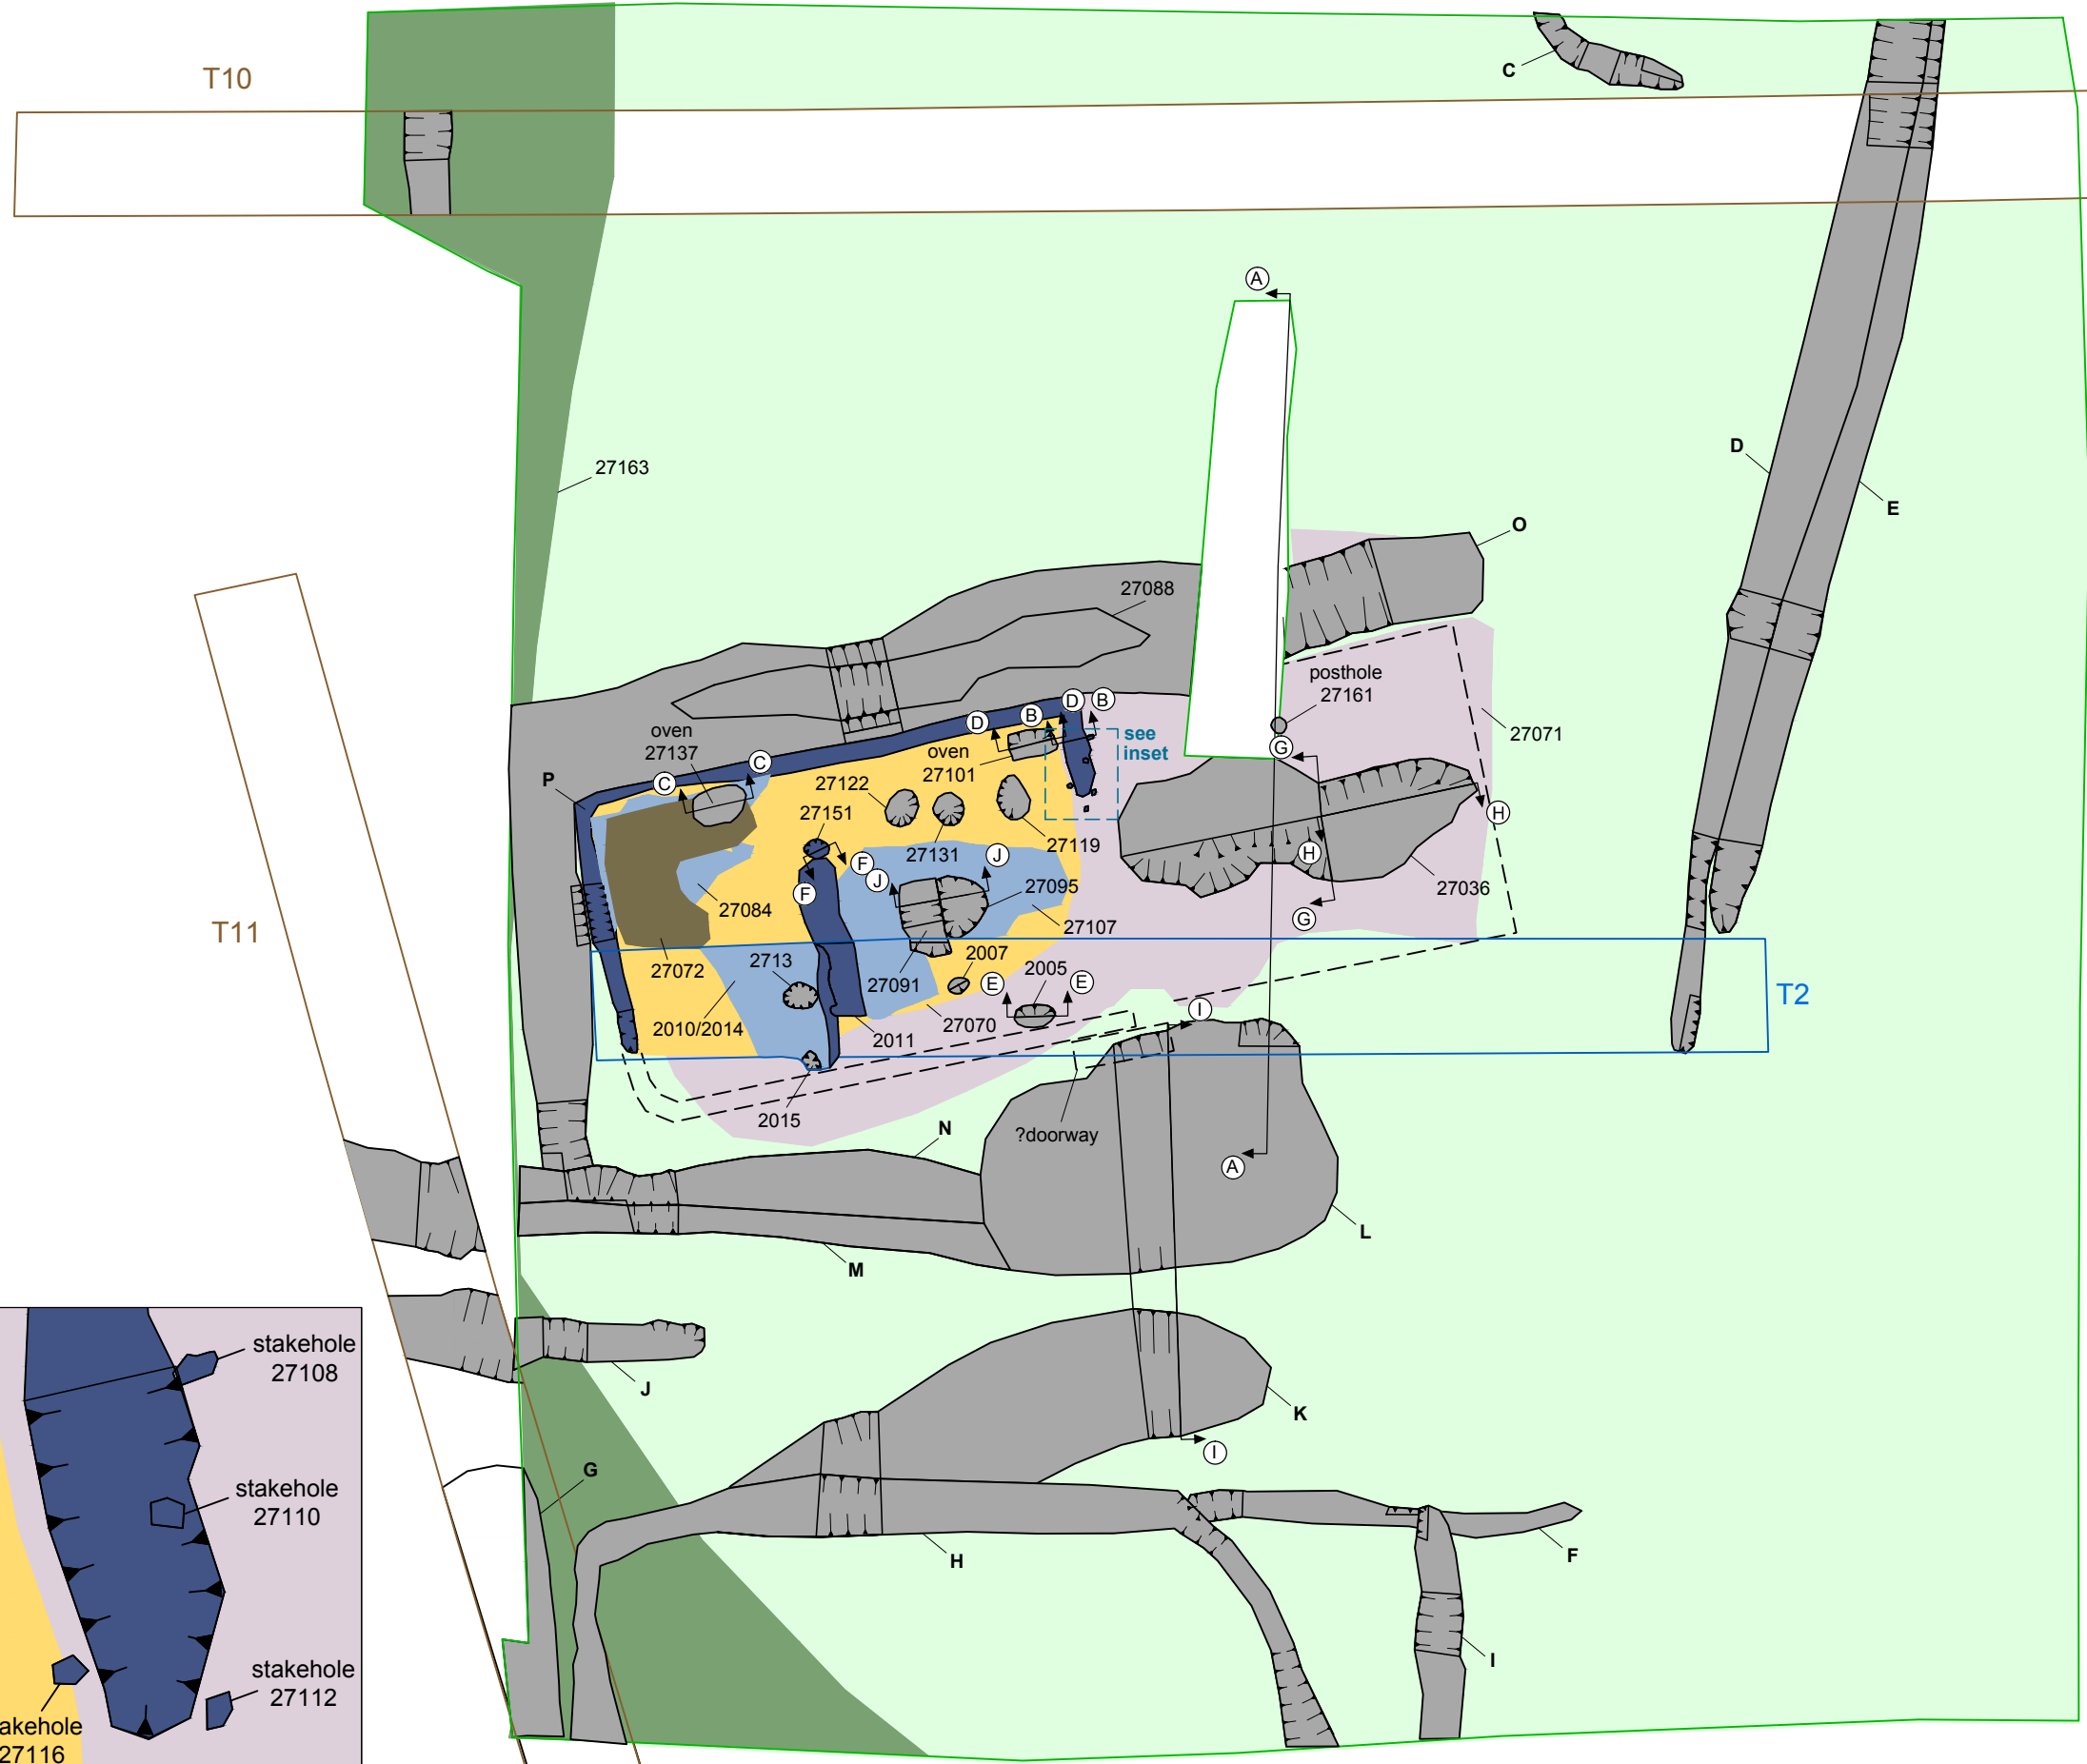 T10
C
A
27163
D
E
O
27088
posthole
27161
27071
D
B
D
B
see
inset
G
oven
27137
C
C
P
oven
27101
27122
27151
27131
27119
H
H
J
F
J
F
27095
27036
27084
27107
G
T11
27072
2713
27091
2007
2005
E
E
T2
2010/2014
2011
27070
I
2015
?doorway
N
A
L
M
J
K
I
G
H
F
I
stakehole
27108
stakehole
27110
stakehole
27112
akehole
27116